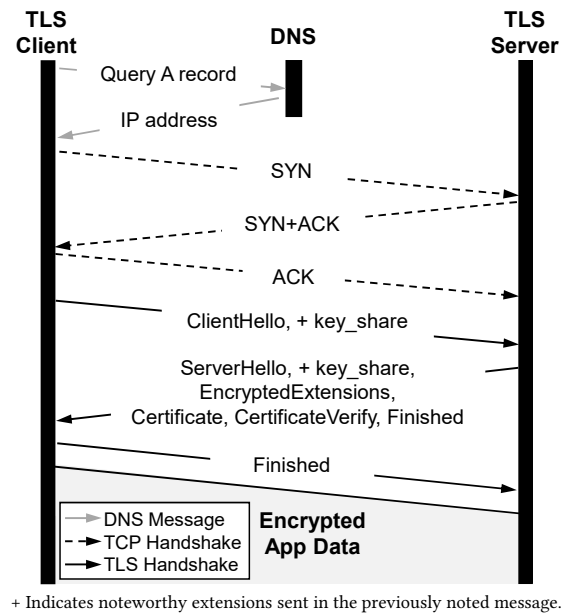 TLS
Client
DNS
TLS
Server
Query A record
IP address
SYN
SYN+ACK
ACK
ClientHello, + key_share
ServerHello, + key_share,
EncryptedExtensions,
Certificate, CertificateVerify, Finished
Finished
DNS Message
TCP Handshake
TLS Handshake
Encrypted
App Data
+ Indicates noteworthy extensions sent in the previously noted message.